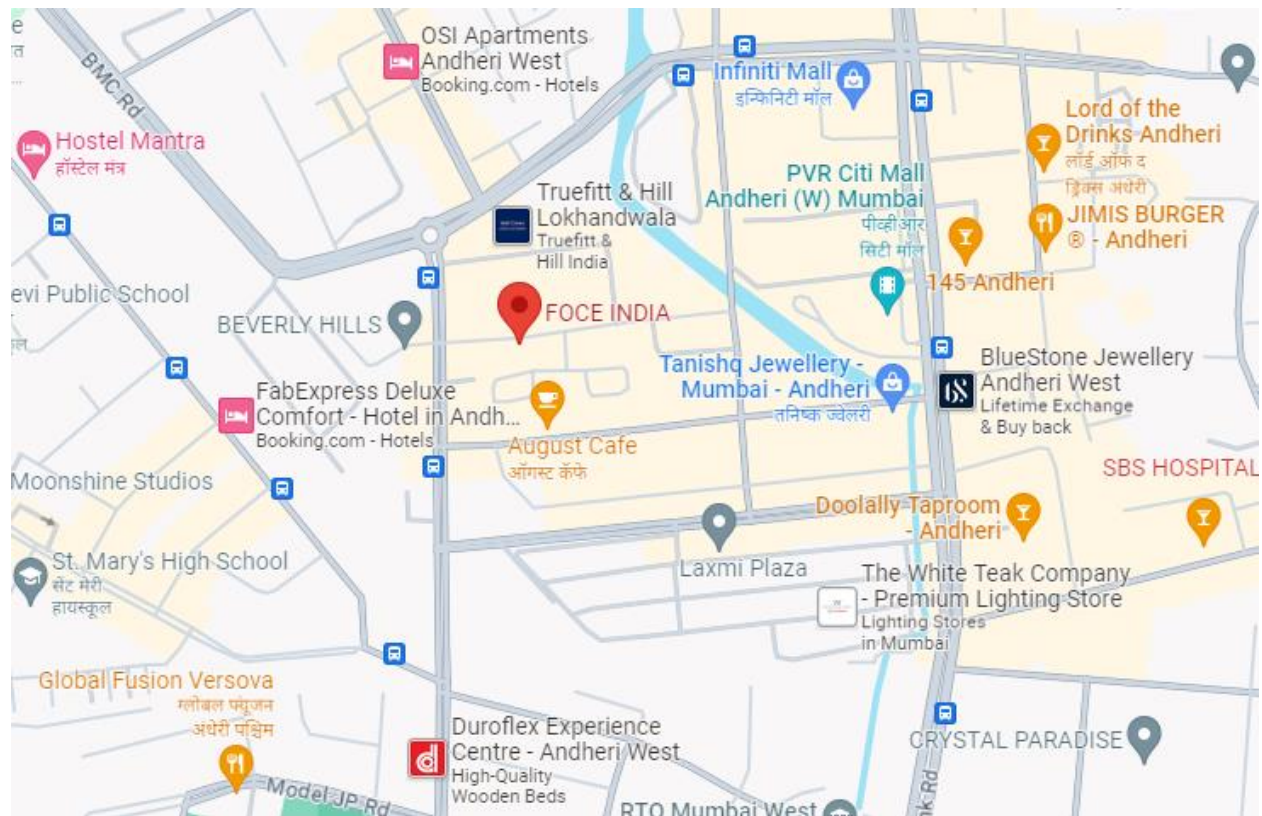 OSI Apartments
Andheri West
Booking.com - Hotels
BMC Rd
Infiniti Mall
इन्फिनिटी मॉल
Lord of the
Drinks Andheri
लॉर्ड ऑफ द
ड्रिंक्स अंधेरी
Hostel Mantra
हॉस्टेल मंत्र
PVR Citi Mall
Andheri (W) Mumbai
पीव्हीआर
सिटी मॉल
Truefitt & Hill
Lokhandwala
Truefitt &
Hill India
JIMIS BURGER
® - Andheri
145 Andheri
evi Public School
BEVERLY HILLS
FOCE INDIA
Tanishq Jewellery -
Mumbai - Andheri
तनिष्क ज्वेलरी
BlueStone Jewellery
Andheri West
Lifetime Exchange
& Buy back
FabExpress Deluxe
Comfort - Hotel in Andh...
Booking.com - Hotels
August Cafe
ऑगस्ट कॅफे
SBS HOSPITAL
Moonshine Studios
Doolally Taproom
- Andheri
St. Mary's High School
सेंट मेरी
हायस्कूल
Laxmi Plaza
The White Teak Company
- Premium Lighting Store
Lighting Stores
in Mumbai
Global Fusion Versova
ग्लोबल फ्यूजन
अंधेरी पश्चिम
Duroflex Experience
Centre - Andheri West
High-Quality
Wooden Beds
CRYSTAL PARADISE
Model JP Rd
RTO Mumbai West
nk Rd